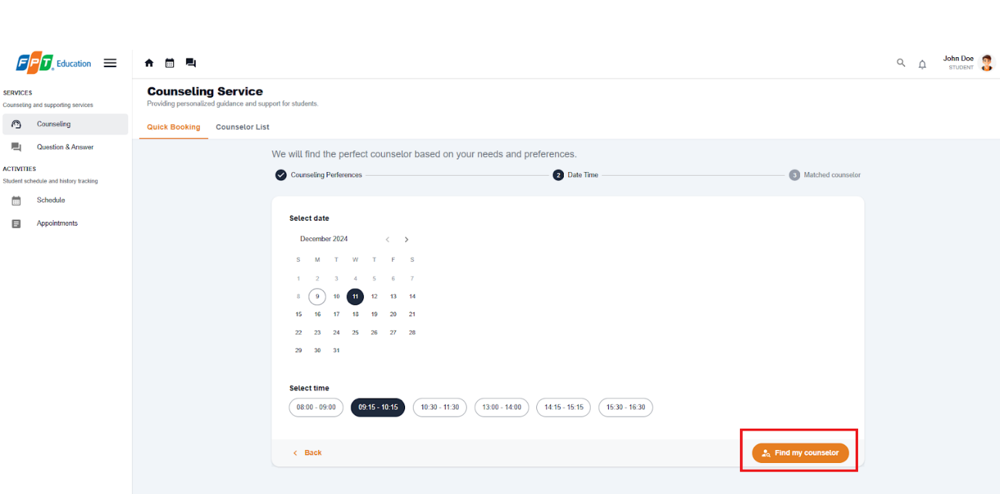 FPT Education
John Doe
STUDENT
SERVICES
Counseling and supporting services
Counseling
Question & Answer
ACTIVITIES
Student schedule and history tracking
Schedule
Appointments
Counseling Service
Providing personalized guidance and support for students.
Quick Booking Counselor List
We will find the perfect counselor based on your needs and preferences.
Counseling Perferences 2 Date Time 3 Matched counselor
Select date
December 2024
S M T W T F S
1 2 3 4 5 6 7
8 9 10 11 12 13 14
15 16 17 18 19 20 21
22 23 24 25 26 27 28
29 30 31
Select time
08:00 - 09:00 09:15 - 10:15 10:30 - 11:30 13:00 - 14:00 14:15 - 15:15 15:30 - 16:30
Back Find my counselor